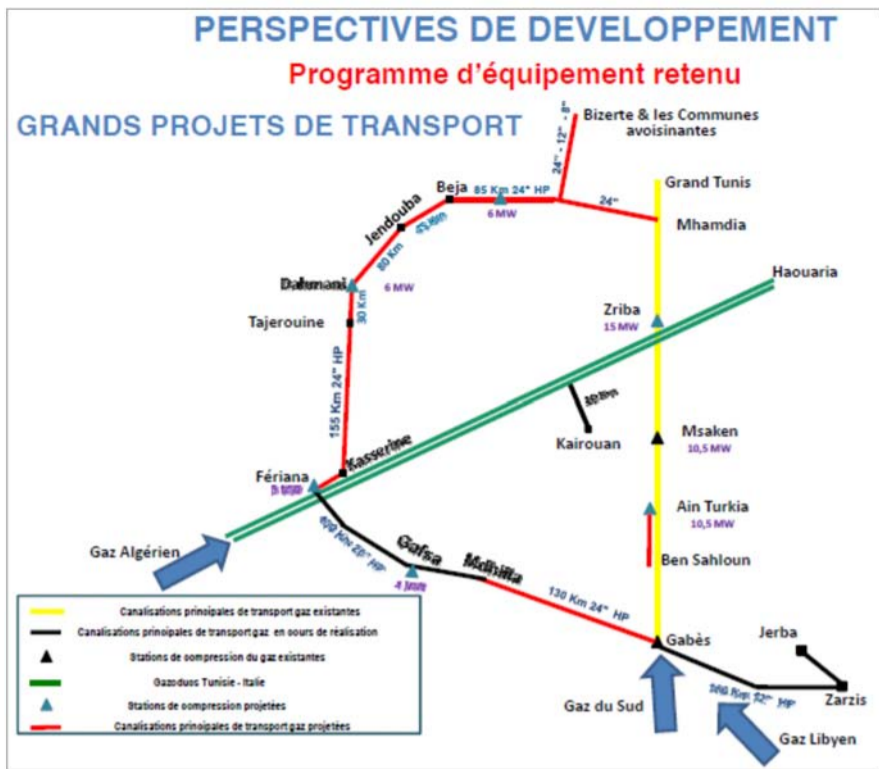 PERSPECTIVES DE DEVELOPPEMENT
Programme d'équipement retenu
GRANDS PROJETS DE TRANSPORT
Bizerte & les Communes
avoisinantes
24" - 12" - 8"
Grand Tunis
Beja
85 Km 24" HP
6 MW
24"
Mhamdia
Jendouba
80 Km
Dahmani
6 MW
30 Km
Haouaria
Tajerouine
Zriba
15 MW
155 Km 24" HP
Kairouan
Msaken
10,5 MW
Kasserine
Fériana
Ain Turkia
10,5 MW
Gaz Algérien
Gafsa
Mdhilla
Ben Sahloun
130 Km 24" HP
Gabès
Jerba
Zarzis
Gaz du Sud
Gaz Libyen
Canalisations principales de transport gaz existantes
Canalisations principales de transport gaz en cours de réalisation
Stations de compression du gaz existantes
Gazoducs Tunisie - Italie
Stations de compression projetées
Canalisations principales de transport gaz projetées